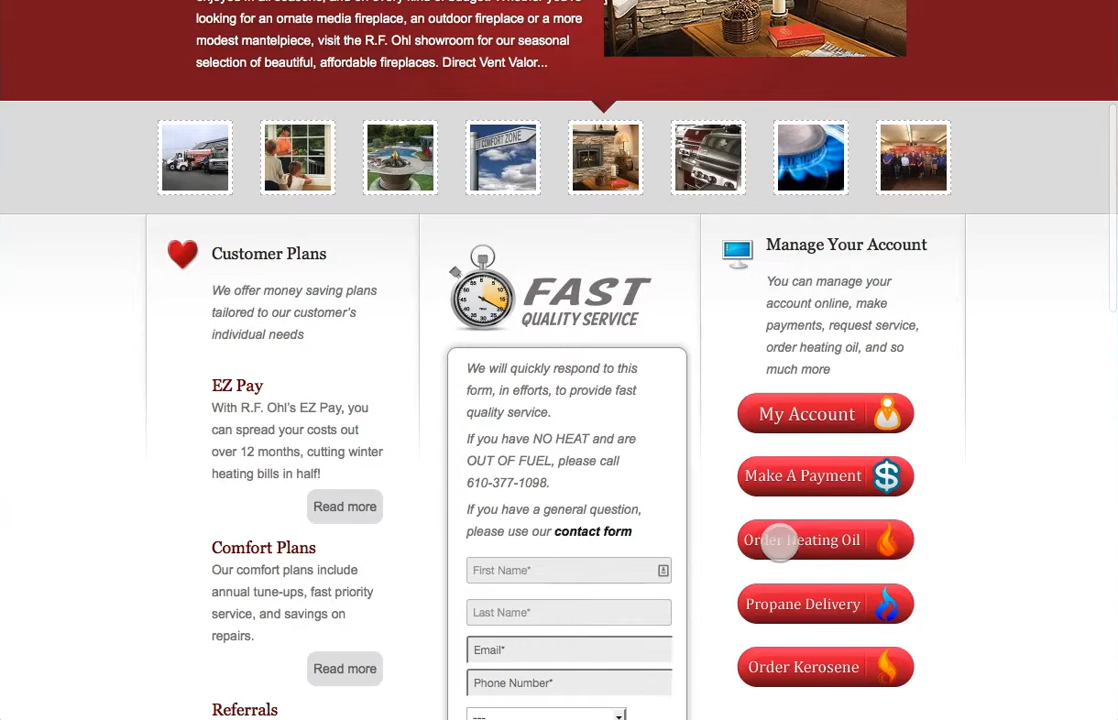 looking for an ornate media fireplace, an outdoor fireplace or a more
modest mantelpiece, visit the R.F. Ohl showroom for our seasonal
selection of beautiful, affordable fireplaces. Direct Vent Valor...
COMFORT ZONE
Customer Plans
We offer money saving plans
tailored to our customer's
individual needs
EZ Pay
With R.F. Ohl's EZ Pay, you
can spread your costs out
over 12 months, cutting winter
heating bills in half!
Read more
Comfort Plans
Our comfort plans include
annual tune-ups, fast priority
service, and savings on
repairs.
Read more
Referrals
FAST
QUALITY SERVICE
We will quickly respond to this
form, in efforts, to provide fast
quality service.
If you have NO HEAT and are
OUT OF FUEL, please call
610-377-1098.
If you have a general question,
please use our contact form
First Name*
Last Name*
Email*
Phone Number*
---
Manage Your Account
You can manage your
account online, make
payments, request service,
order heating oil, and so
much more
My Account
Make A Payment
Order Heating Oil
Propane Delivery
Order Kerosene